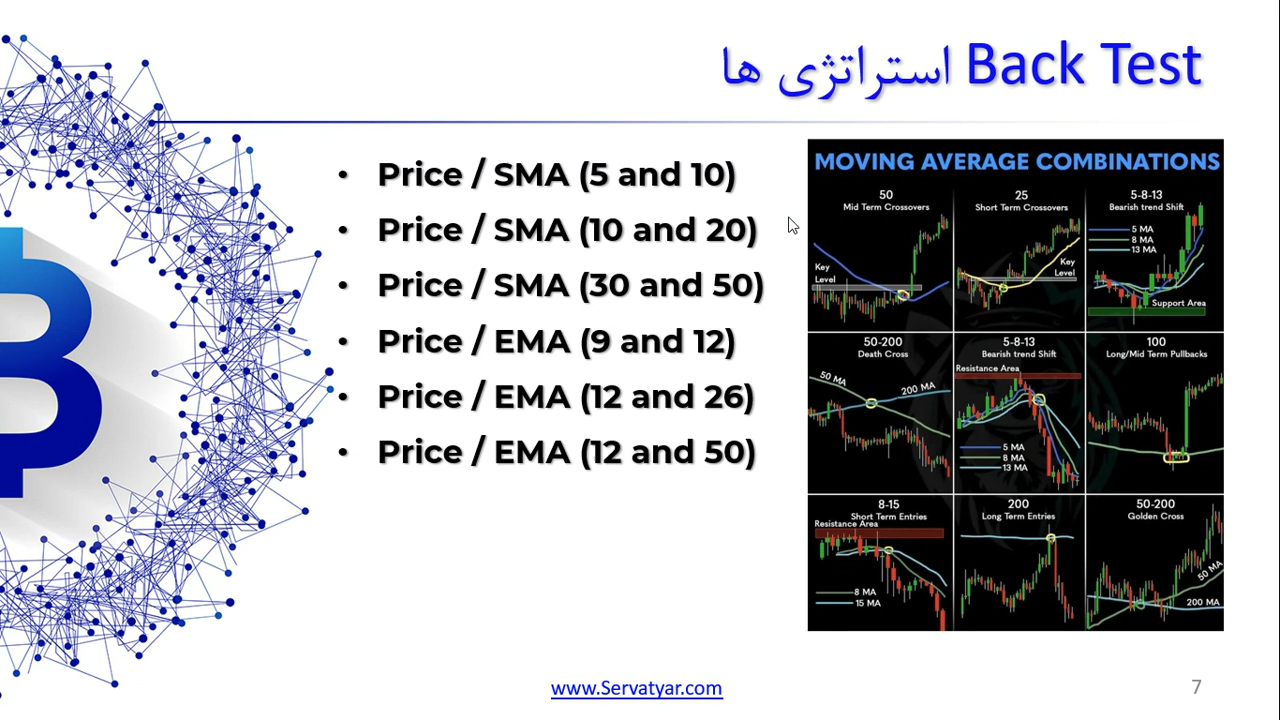 Back Test استراتژی ها
• Price / SMA (5 and 10)
• Price / SMA (10 and 20)
• Price / SMA (30 and 50)
• Price / EMA (9 and 12)
• Price / EMA (12 and 26)
• Price / EMA (12 and 50)
MOVING AVERAGE COMBINATIONS
50
Mid Term Crossovers
Key
Level
25
Short Term Crossovers
Key
Level
5-8-13
Bearish trend Shift
5 MA
8 MA
13 MA
Support Area
50-200
Death Cross
50 MA
200 MA
5-8-13
Bearish trend Shift
Resistance Area
5 MA
8 MA
13 MA
100
Long/Mid Term Pullbacks
8-15
Short Term Entries
Resistance Area
8 MA
15 MA
200
Long Term Entries
50-200
Golden Cross
50 MA
200 MA
www.Servatyar.com
7